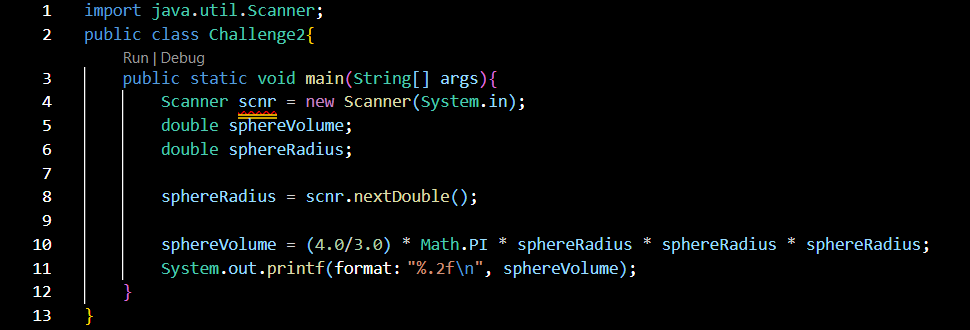 1 import java.util.Scanner;
2 public class Challenge2{
Run | Debug
3 public static void main(String[] args){
4 Scanner scnr = new Scanner(System.in);
5 double sphereVolume;
6 double sphereRadius;
7
8 sphereRadius = scnr.nextDouble();
9
10 sphereVolume = (4.0/3.0) * Math.PI * sphereRadius * sphereRadius * sphereRadius;
11 System.out.printf(format: "%.2f\n", sphereVolume);
12 }
13 }